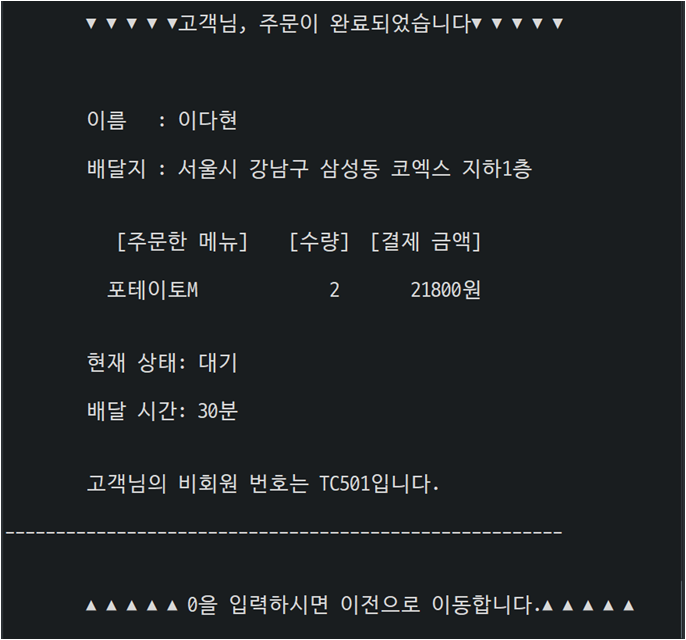 ▼ ▼ ▼ ▼ ▼고객님, 주문이 완료되었습니다▼ ▼ ▼ ▼ ▼
이름   : 이다현
배달지 : 서울시 강남구 삼성동 코엑스 지하1층
[주문한 메뉴]    [수량]  [결제 금액]
포테이토M             2       21800원
현재 상태: 대기
배달 시간: 30분
고객님의 비회원 번호는 TC501입니다.
-------------------------------------------------------
▲ ▲ ▲ ▲ ▲ 0을 입력하시면 이전으로 이동합니다.▲ ▲ ▲ ▲ ▲